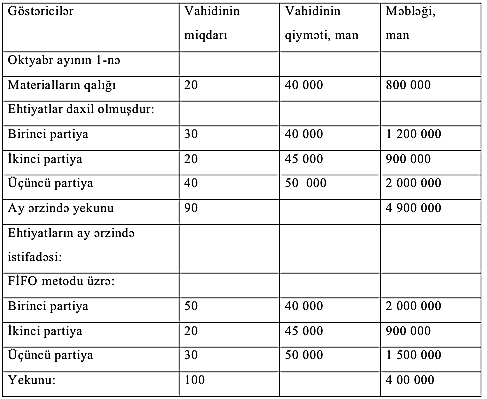 Göstəricilər Vahidinin miqdarı Vahidinin qiyməti, man Məbləği, man
Oktyabr ayının 1-nə
Materialların qalığı 20 40 000 800 000
Ehtiyatlar daxil olmuşdur:
Birinci partiya 30 40 000 1 200 000
İkinci partiya 20 45 000 900 000
Üçüncü partiya 40 50 000 2 000 000
Ay ərzində yekunu 90 4 900 000
Ehtiyatların ay ərzində
istifadəsi:
FİFO metodu üzrə:
Birinci partiya 50 40 000 2 000 000
İkinci partiya 20 45 000 900 000
Üçüncü partiya 30 50 000 1 500 000
Yekunu: 100 4 00 000